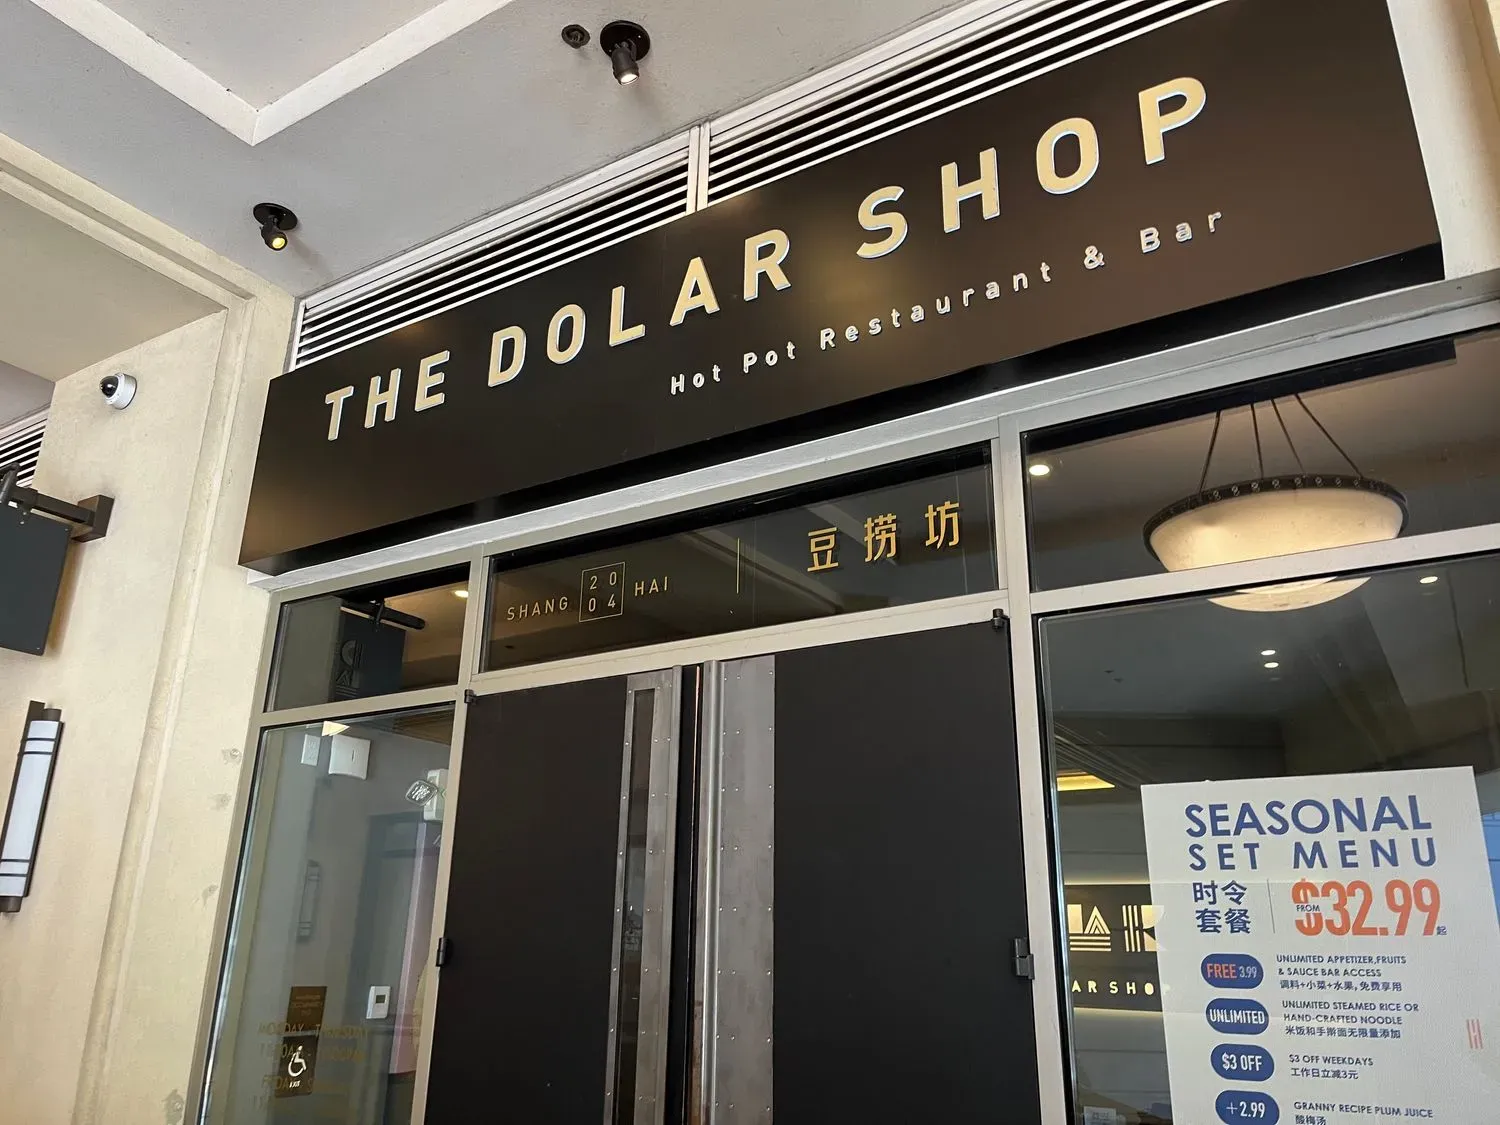 THE DOLAR SHOP
Hot Pot Restaurant & Bar
SHANG 20 04 HAI
豆捞坊
SEASONAL
SET MENU
时令
套餐
FROM $32.99起
FREE 3.99
UNLIMITED APPETIZER,FRUITS
& SAUCE BAR ACCESS
调料+小菜+水果,免费享用
UNLIMITED
UNLIMITED STEAMED RICE OR
HAND-CRAFTED NOODLE
米饭和手擀面无限量添加
$3 OFF
$3 OFF WEEKDAYS
工作日立减3元
+2.99
GRANNY RECIPE PLUM JUICE
酸梅汤
AR SHOP